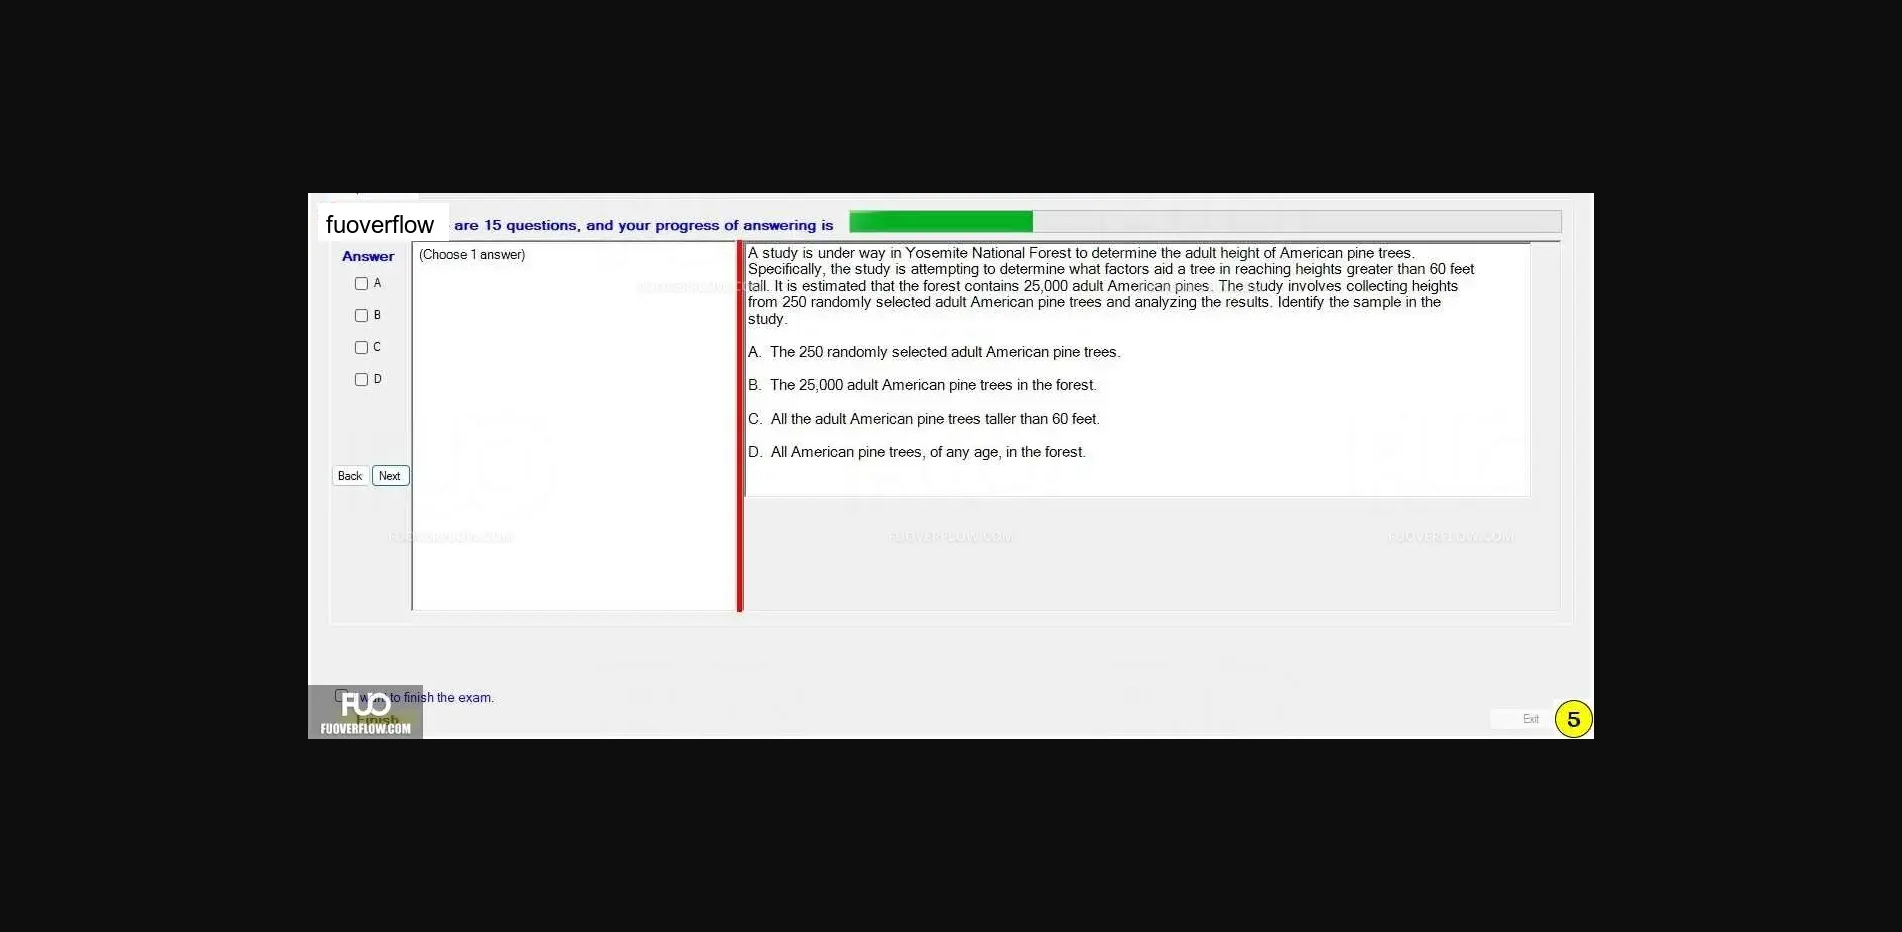 fuoverflow are 15 questions, and your progress of answering is
Answer
(Choose 1 answer)
A
B
C
D
Back Next
A study is under way in Yosemite National Forest to determine the adult height of American pine trees.
Specifically, the study is attempting to determine what factors aid a tree in reaching heights greater than 60 feet
tall. It is estimated that the forest contains 25,000 adult American pines. The study involves collecting heights
from 250 randomly selected adult American pine trees and analyzing the results. Identify the sample in the
study.
A. The 250 randomly selected adult American pine trees.
B. The 25,000 adult American pine trees in the forest.
C. All the adult American pine trees taller than 60 feet.
D. All American pine trees, of any age, in the forest.
FUOVERFLOW.COM FUOVERFLOW.COM FUOVERFLOW.COM
want to finish the exam.
FUO
Finish
FUOVERFLOW.COM
Exit
5